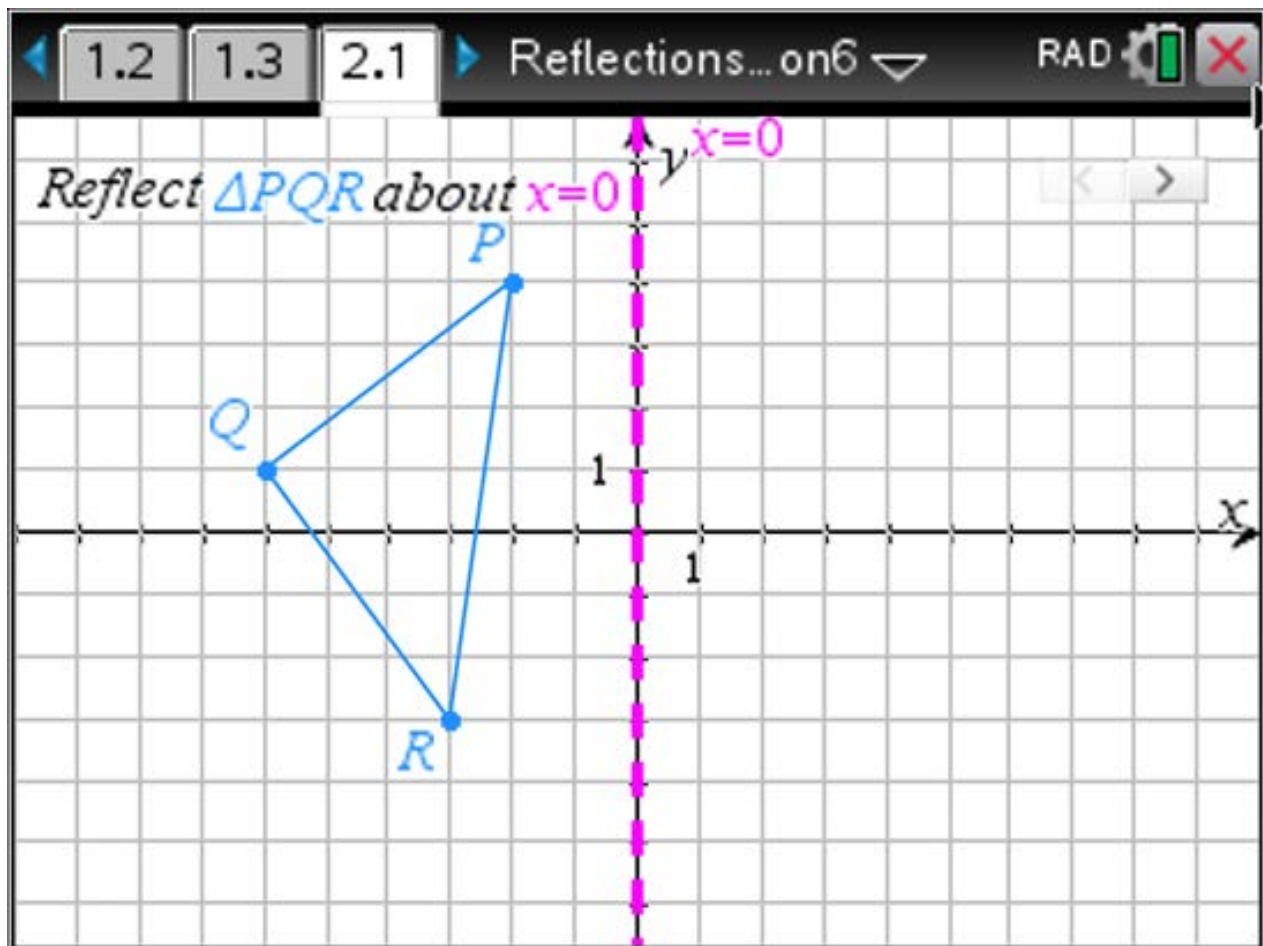 1.2 1.3 2.1 Reflections...on6 RAD
y x=0
Reflect ΔPQR about x=0
< >
P
Q
1
x
1
R